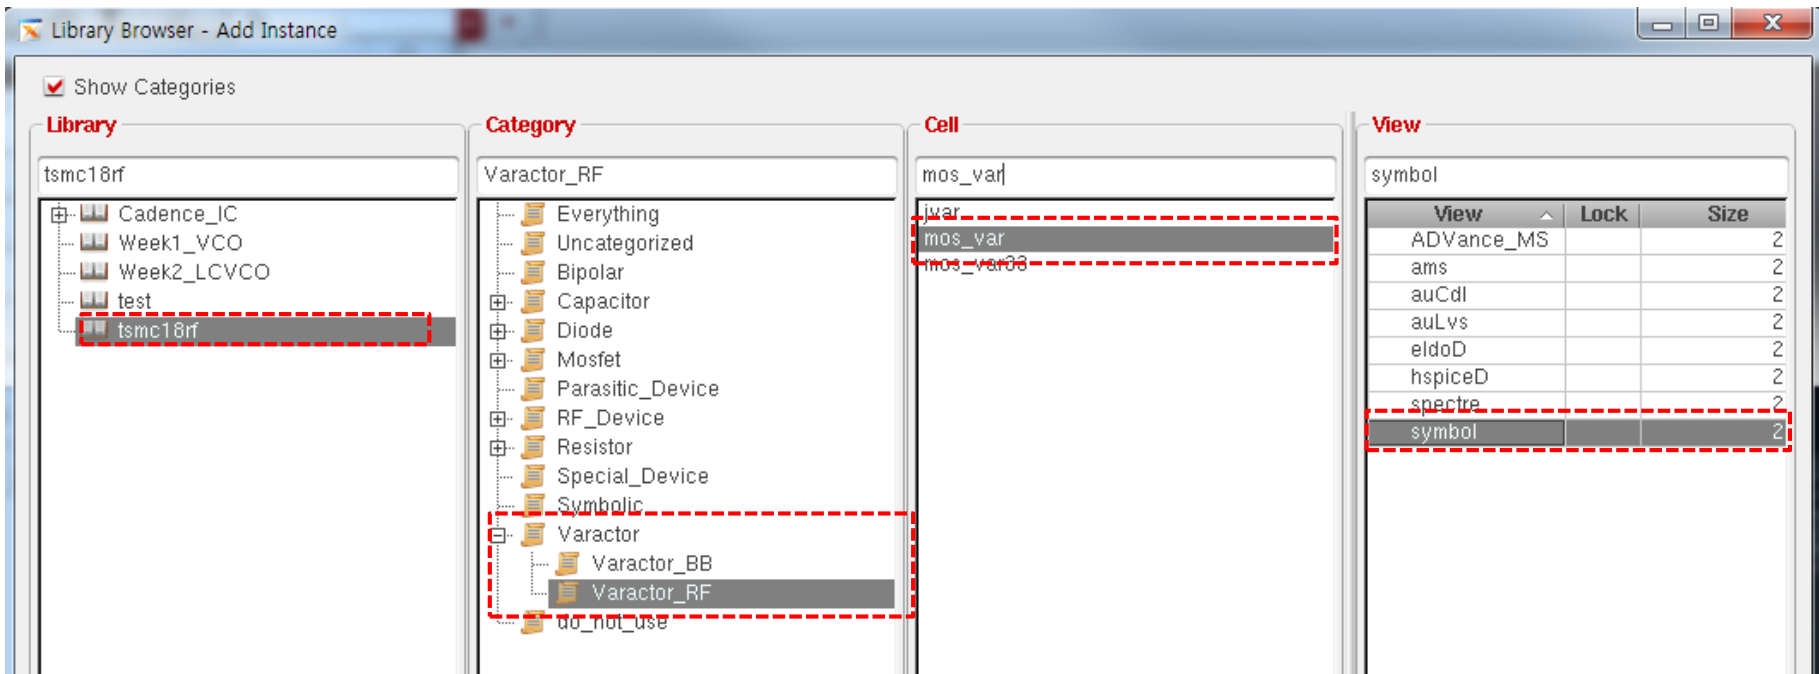 Library Browser - Add Instance
Show Categories
Library
tsmc18rf
Cadence_IC
Week1_VCO
Week2_LCVCO
test
tsmc18rf
Category
Varactor_RF
Everything
Uncategorized
Bipolar
Capacitor
Diode
Mosfet
Parasitic_Device
RF_Device
Resistor
Special_Device
Symbolic
Varactor
Varactor_BB
Varactor_RF
do_not_use
Cell
mos_var
jvar
mos_var
mos_var33
View
symbol
View Lock Size
ADVance_MS 2
ams 2
auCdl 2
auLvs 2
eldoD 2
hspiceD 2
spectre 2
symbol 2